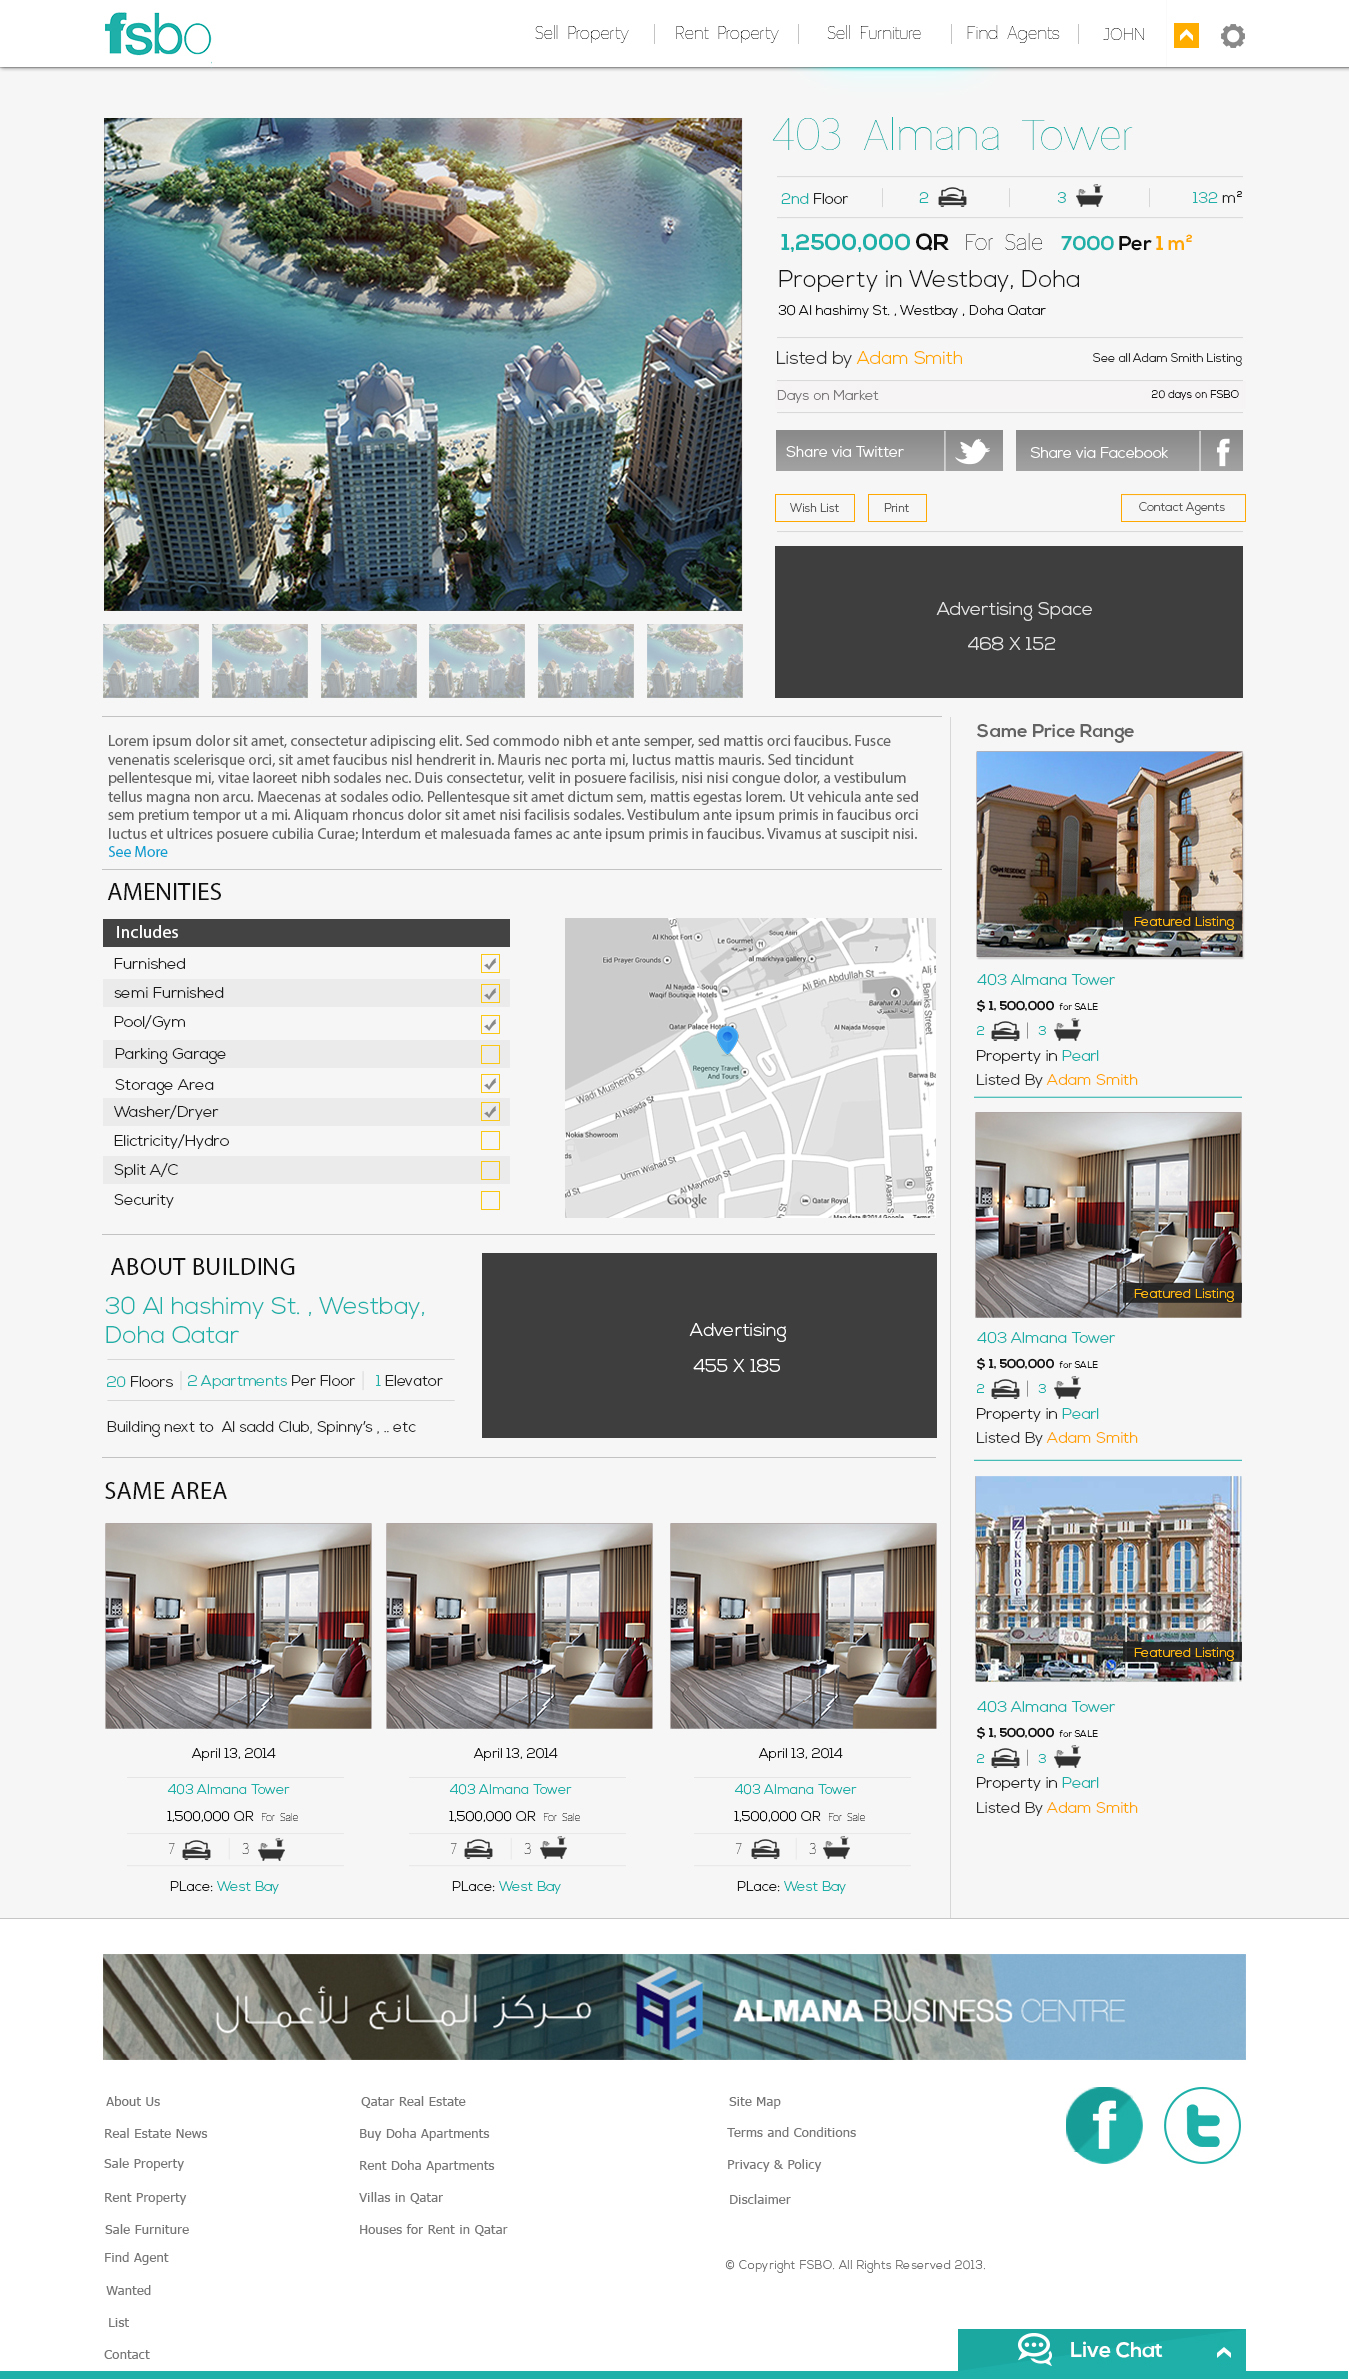 fsbo
Sell Property
Rent Property
Sell Furniture
Find Agents
JOHN
403 Almana Tower
2nd Floor
2
3
132 m²
1,2500,000 QR For Sale 7000 Per 1 m²
Property in Westbay, Doha
30 Al hashimy St. , Westbay , Doha Qatar
Listed by Adam Smith
See all Adam Smith Listing
Days on Market
20 days on FSBO
Share via Twitter
Share via Facebook
Wish List
Print
Contact Agents
Advertising Space
468 X 152
Lorem ipsum dolor sit amet, consectetur adipiscing elit. Sed commodo nibh et ante semper, sed mattis orci faucibus. Fusce
venenatis scelerisque orci, sit amet faucibus nisl hendrerit in. Mauris nec porta mi, luctus mattis mauris. Sed tincidunt
pellentesque mi, vitae laoreet nibh sodales nec. Duis consectetur, velit in posuere facilisis, nisi nisi congue dolor, a vestibulum
tellus magna non arcu. Maecenas at sodales odio. Pellentesque sit amet dictum sem, mattis egestas lorem. Ut vehicula ante sed
sem pretium tempor ut a mi. Aliquam rhoncus dolor sit amet nisi facilisis sodales. Vestibulum ante ipsum primis in faucibus orci
luctus et ultrices posuere cubilia Curae; Interdum et malesuada fames ac ante ipsum primis in faucibus. Vivamus at suscipit nisi.
See More
AMENITIES
Includes
Furnished
semi Furnished
Pool/Gym
Parking Garage
Storage Area
Washer/Dryer
Elictricity/Hydro
Split A/C
Security
Al Khoot Fort
Souq Asiri
Le Gourmet
Eid Prayer Grounds
al markhiya gallery
7
Ali Bin Abdullah St
Al Najada - Souq
Waqif Boutique Hotels
Barahat Al Jufairi
براحة الجفيري
Banks Street
Qatar Palace Hotel
Al Najada Mosque
Regency Travel
And Tours
Barwa Ba
Wadi Musheirib St
Al Najada St
Nokia Showroom
Umm Wishad St
Al Maymoun St
Al Aasim S
Banks Stree
Google
Qatar Royal
Map data ©2014 Google
Terms
ABOUT BUILDING
30 Al hashimy St. , Westbay,
Doha Qatar
20 Floors
2 Apartments Per Floor
1 Elevator
Building next to Al sadd Club, Spinny's , .. etc
Advertising
455 X 185
SAME AREA
April 13, 2014
403 Almana Tower
1,500,000 QR For Sale
7
3
PLace: West Bay
April 13, 2014
403 Almana Tower
1,500,000 QR For Sale
7
3
PLace: West Bay
April 13, 2014
403 Almana Tower
1,500,000 QR For Sale
7
3
PLace: West Bay
Same Price Range
RESIDENCE
Featured Listing
403 Almana Tower
$ 1, 500,000 for SALE
2
3
Property in Pearl
Listed By Adam Smith
Featured Listing
403 Almana Tower
$ 1, 500,000 for SALE
2
3
Property in Pearl
Listed By Adam Smith
Z
ZUKHROF
Featured Listing
403 Almana Tower
$ 1, 500,000 for SALE
2
3
Property in Pearl
Listed By Adam Smith
مركز المانع للأعمال
ALMANA BUSINESS CENTRE
About Us
Real Estate News
Sale Property
Rent Property
Sale Furniture
Find Agent
Wanted
List
Contact
Qatar Real Estate
Buy Doha Apartments
Rent Doha Apartments
Villas in Qatar
Houses for Rent in Qatar
Site Map
Terms and Conditions
Privacy & Policy
Disclaimer
© Copyright FSBO. All Rights Reserved 2013.
Live Chat